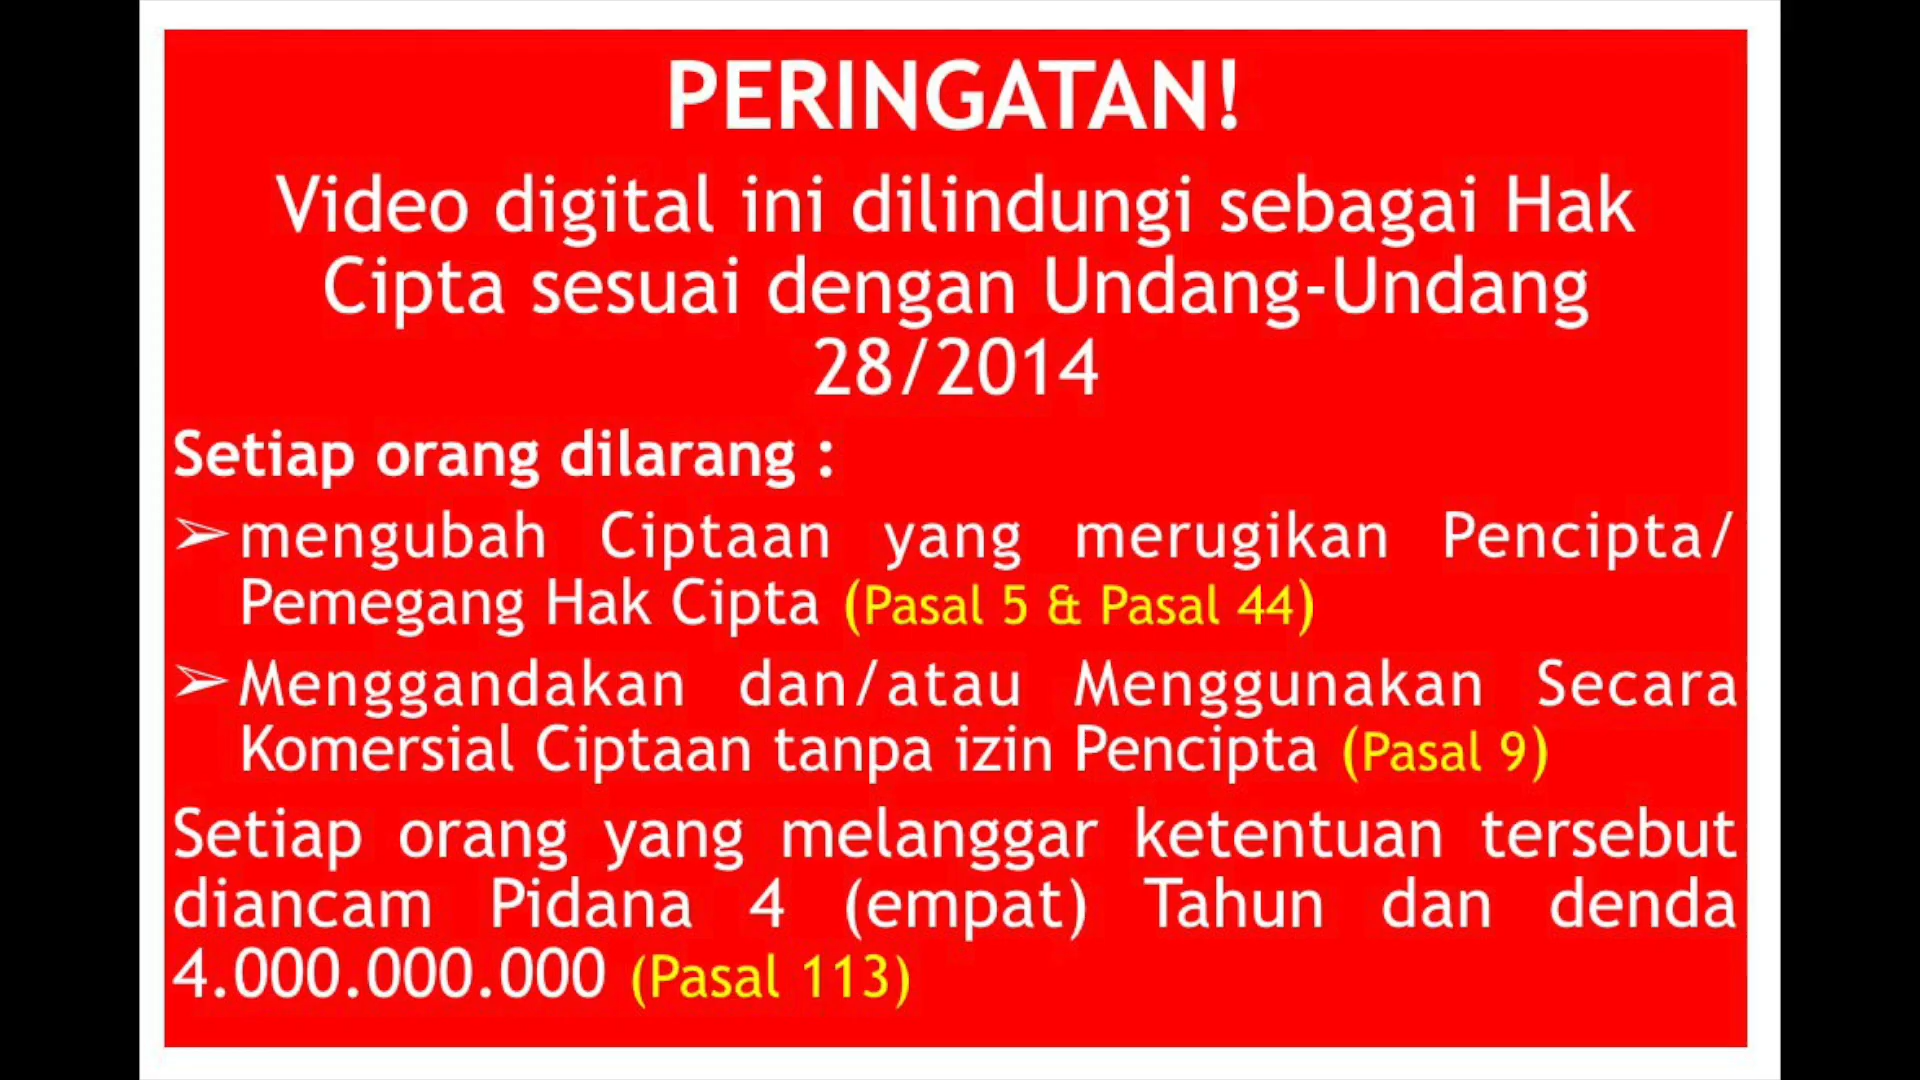 PERINGATAN!
Video digital ini dilindungi sebagai Hak
Cipta sesuai dengan Undang-Undang
28/2014
Setiap orang dilarang :
➢ mengubah Ciptaan yang merugikan Pencipta/
Pemegang Hak Cipta (Pasal 5 & Pasal 44)
➢ Menggandakan dan/atau Menggunakan Secara
Komersial Ciptaan tanpa izin Pencipta (Pasal 9)
Setiap orang yang melanggar ketentuan tersebut
diancam Pidana 4 (empat) Tahun dan denda
4.000.000.000 (Pasal 113)